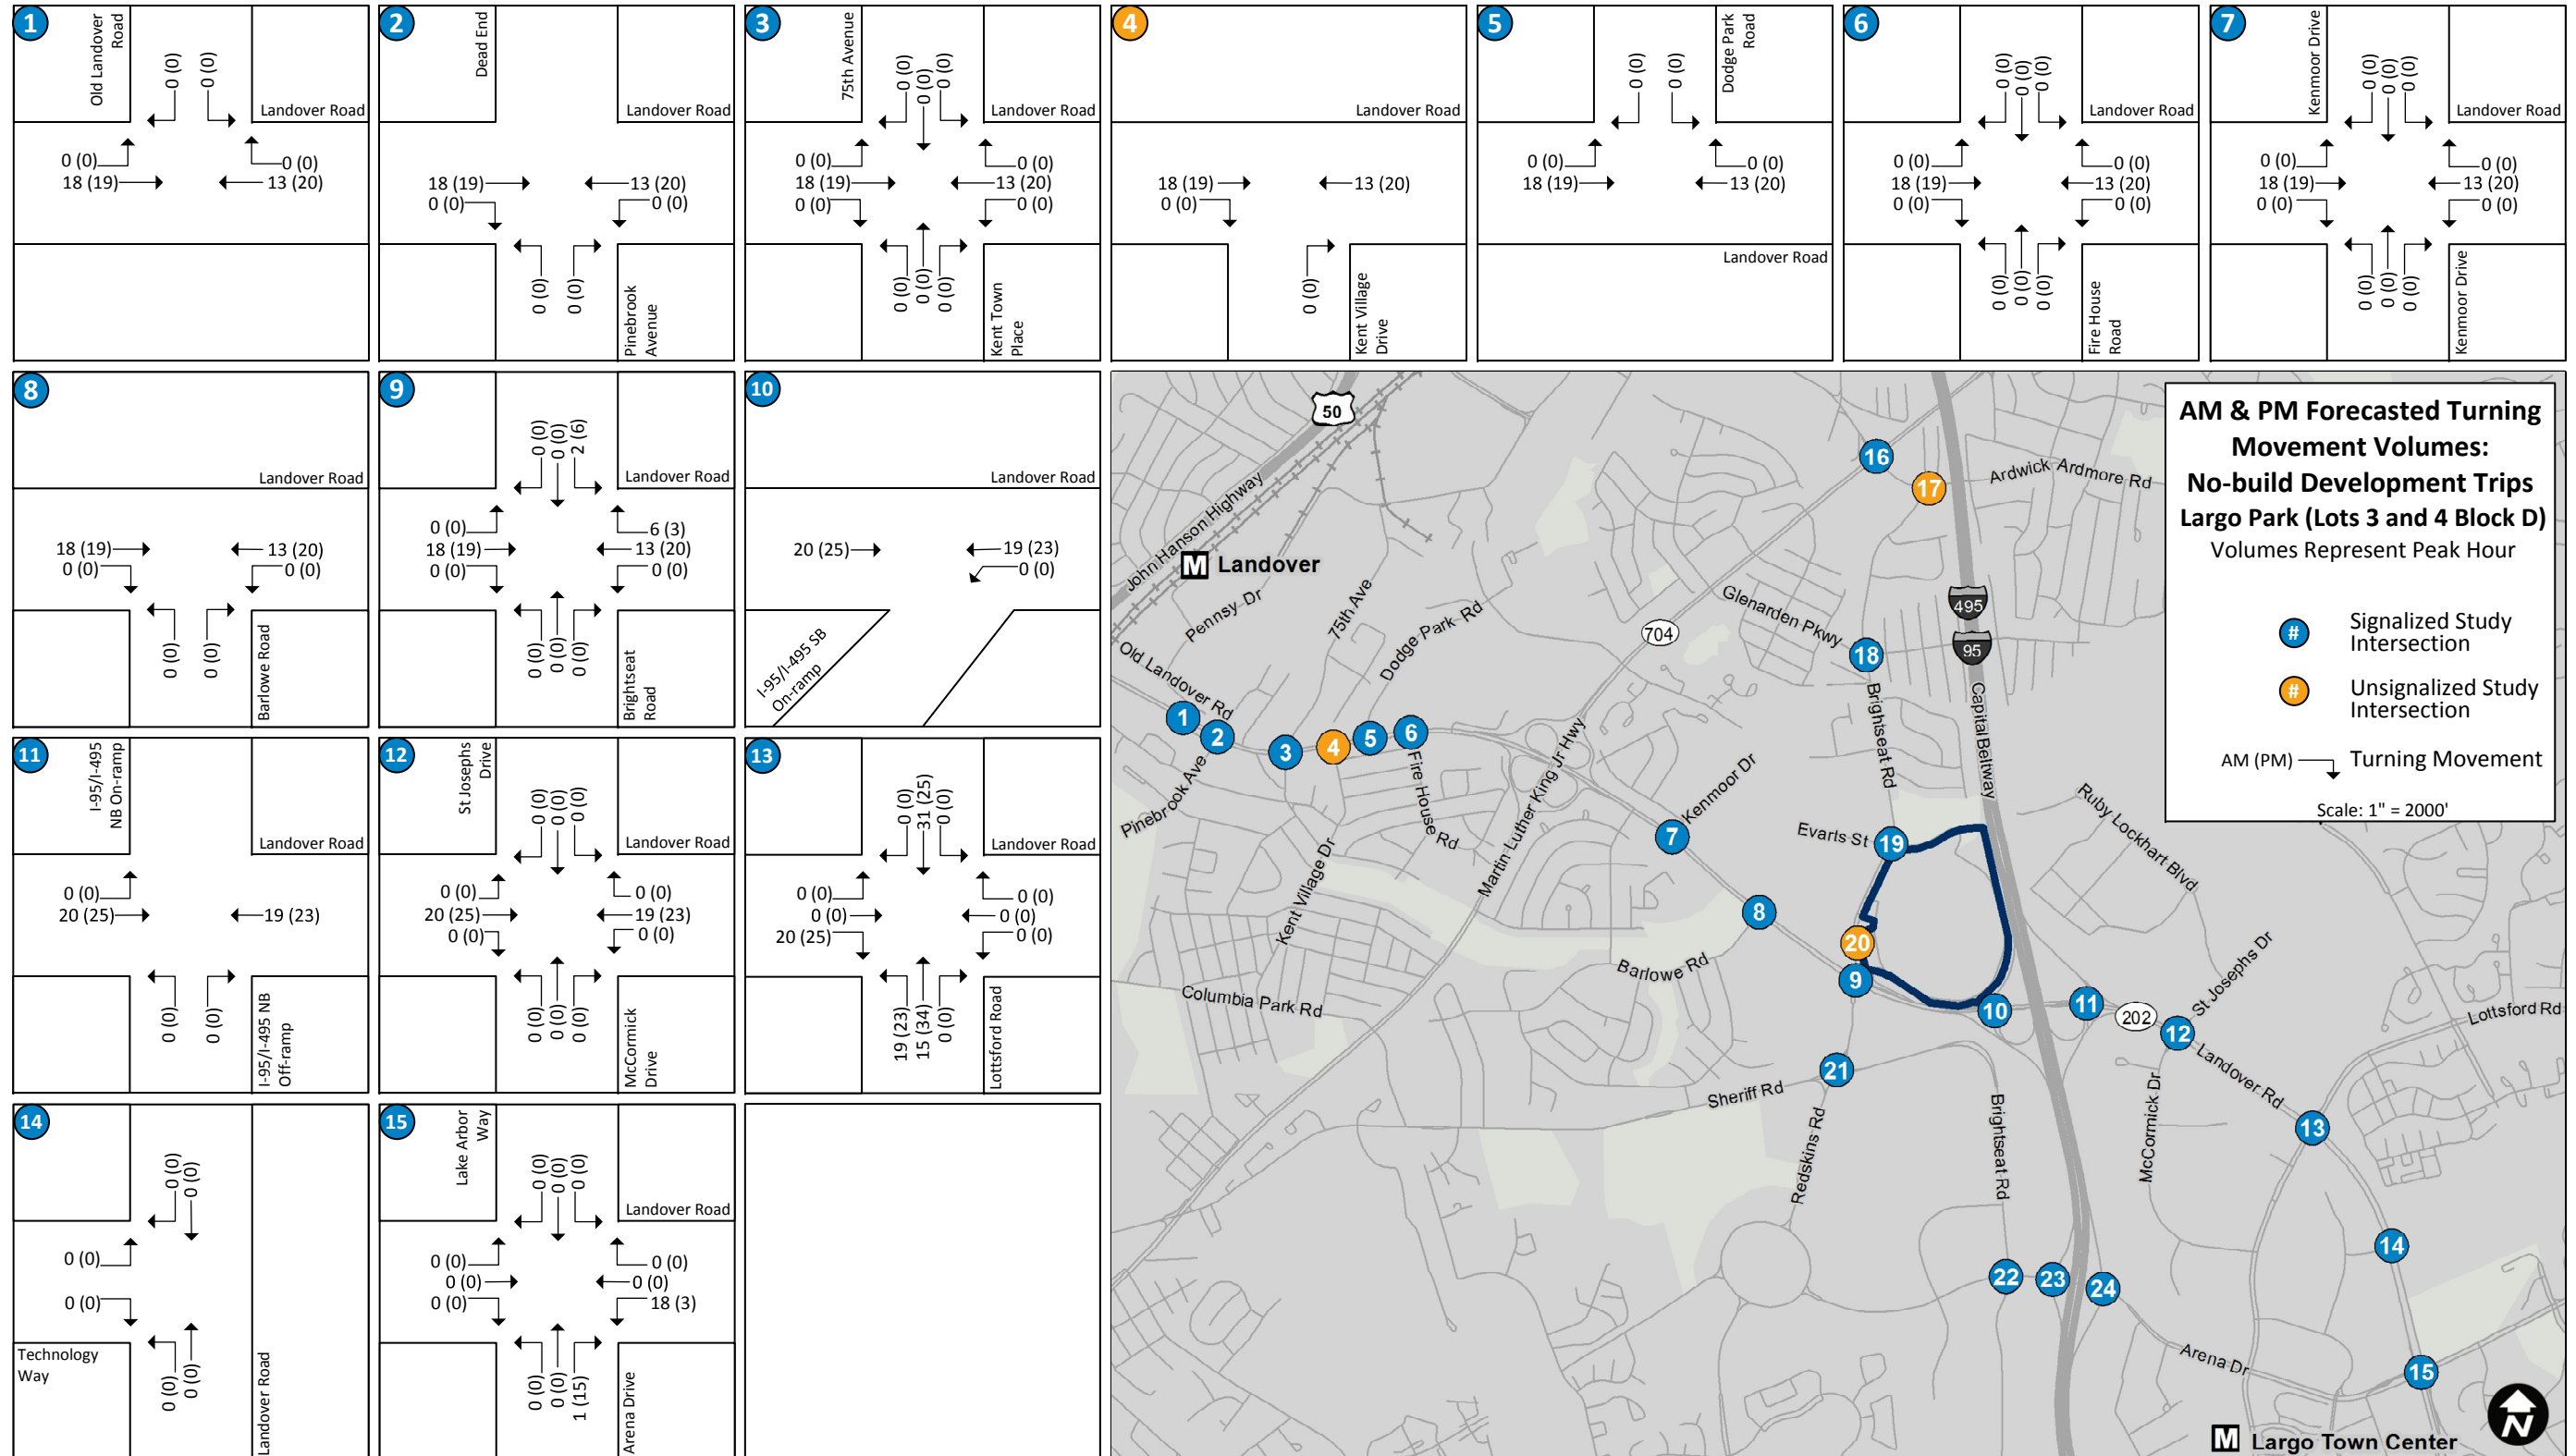 1
Old Landover
Road
0 (0)
0 (0)
Landover Road
0 (0)
18 (19)
0 (0)
13 (20)
2
Dead End
Landover Road
18 (19)
0 (0)
13 (20)
0 (0)
0 (0)
0 (0)
Pinebrook
Avenue
3
75th Avenue
0 (0)
0 (0)
0 (0)
Landover Road
0 (0)
18 (19)
0 (0)
0 (0)
13 (20)
0 (0)
0 (0)
0 (0)
0 (0)
Kent Town
Place
4
Landover Road
18 (19)
0 (0)
13 (20)
0 (0)
Kent Village
Drive
5
0 (0)
0 (0)
Dodge Park
Road
0 (0)
18 (19)
0 (0)
13 (20)
Landover Road
6
0 (0)
0 (0)
0 (0)
Landover Road
0 (0)
18 (19)
0 (0)
0 (0)
13 (20)
0 (0)
0 (0)
0 (0)
0 (0)
Fire House
Road
7
Kenmoor Drive
0 (0)
0 (0)
0 (0)
Landover Road
0 (0)
18 (19)
0 (0)
0 (0)
13 (20)
0 (0)
0 (0)
0 (0)
0 (0)
Kenmoor Drive
8
Landover Road
18 (19)
0 (0)
13 (20)
0 (0)
0 (0)
0 (0)
Barlowe Road
9
0 (0)
0 (0)
2 (6)
Landover Road
0 (0)
18 (19)
0 (0)
6 (3)
13 (20)
0 (0)
0 (0)
0 (0)
0 (0)
Brightseat
Road
10
Landover Road
20 (25)
19 (23)
0 (0)
I-95/I-495 SB
On-ramp
11
I-95/I-495
NB On-ramp
Landover Road
0 (0)
20 (25)
19 (23)
0 (0)
0 (0)
I-95/I-495 NB
Off-ramp
12
St Josephs
Drive
0 (0)
0 (0)
0 (0)
Landover Road
0 (0)
20 (25)
0 (0)
0 (0)
19 (23)
0 (0)
0 (0)
0 (0)
0 (0)
McCormick
Drive
13
0 (0)
31 (25)
0 (0)
Landover Road
0 (0)
0 (0)
20 (25)
0 (0)
0 (0)
0 (0)
19 (23)
15 (34)
0 (0)
Lottsford Road
14
0 (0)
0 (0)
0 (0)
0 (0)
Technology
Way
0 (0)
0 (0)
Landover Road
15
Lake Arbor
Way
0 (0)
0 (0)
0 (0)
Landover Road
0 (0)
0 (0)
0 (0)
0 (0)
0 (0)
18 (3)
0 (0)
0 (0)
1 (15)
Arena Drive
AM & PM Forecasted Turning
Movement Volumes:
No-build Development Trips
Largo Park (Lots 3 and 4 Block D)
Volumes Represent Peak Hour
#
Signalized Study
Intersection
#
Unsignalized Study
Intersection
AM (PM)
Turning Movement
Scale: 1" = 2000'
50
John Hanson Highway
M Landover
Pennsy Dr
75th Ave
Dodge Park Rd
Old Landover Rd
16
17
Ardwick Ardmore Rd
495
95
704
Glenarden Pkwy
18
Brightseat Rd
Capital Beltway
1
2
3
4
5
6
Pinebrook Ave
Fire House Rd
Kent Village Dr
Martin Luther King Jr Hwy
7
Kenmoor Dr
Evarts St
19
Ruby Lockhart Blvd
8
20
9
Barlowe Rd
Columbia Park Rd
10
11
202
12
St Josephs Dr
Lottsford Rd
Landover Rd
21
Sheriff Rd
Redskins Rd
Brightseat Rd
McCormick Dr
13
14
22
23
24
Arena Dr
15
N
M Largo Town Center